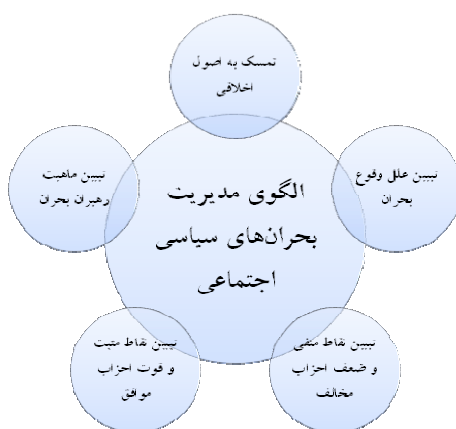 تمسک به اصول
اخلاقی
تبیین علل وقوع
بحران
تبیین ماهیت
رهبران بحران
الگوی مدیریت
بحران‌های سیاسی
اجتماعی
تبیین نقاط منفی
و ضعف احزاب
مخالف
تبیین نقاط مثبت
و قوت احزاب
موافق